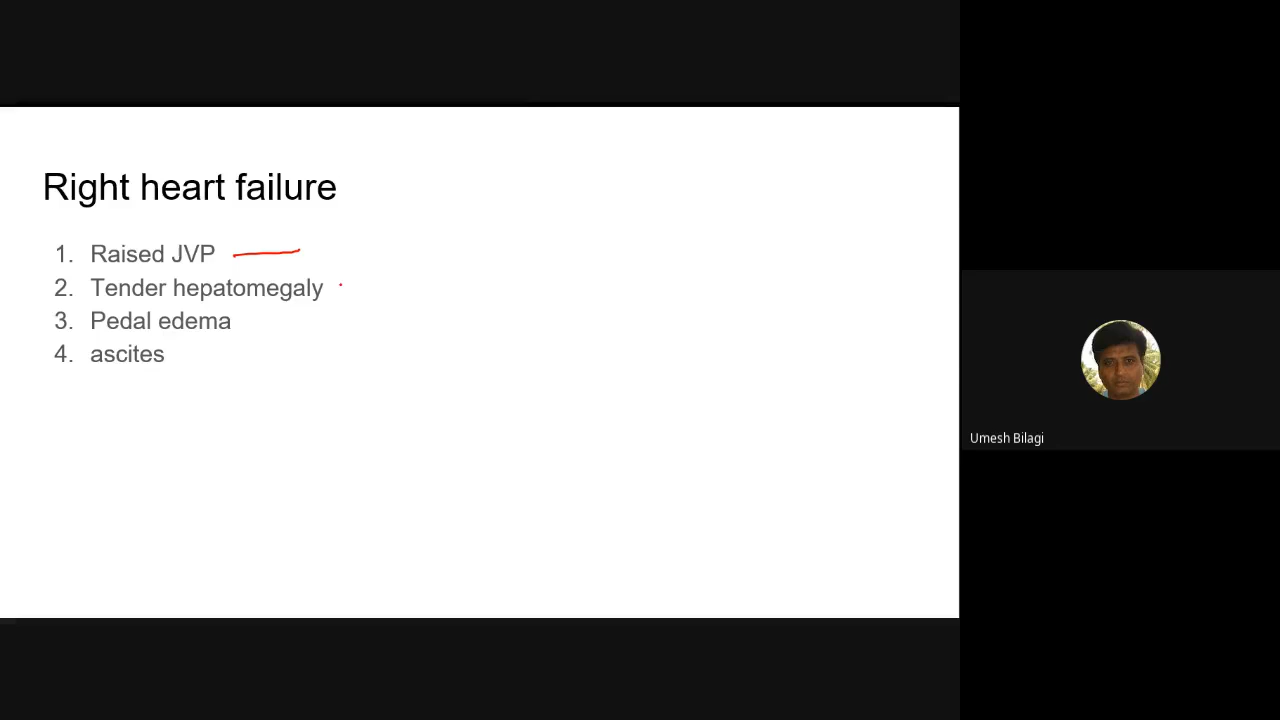 Right heart failure
1. Raised JVP
2. Tender hepatomegaly
3. Pedal edema
4. ascites
Umesh Bilagi